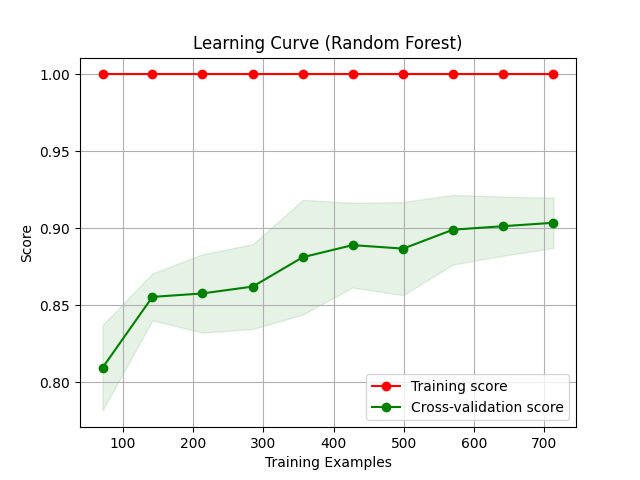 Learning Curve (Random Forest)
1.00
0.95
0.90
0.85
0.80
Score
Training score
Cross-validation score
100
200
300
400
500
600
700
Training Examples